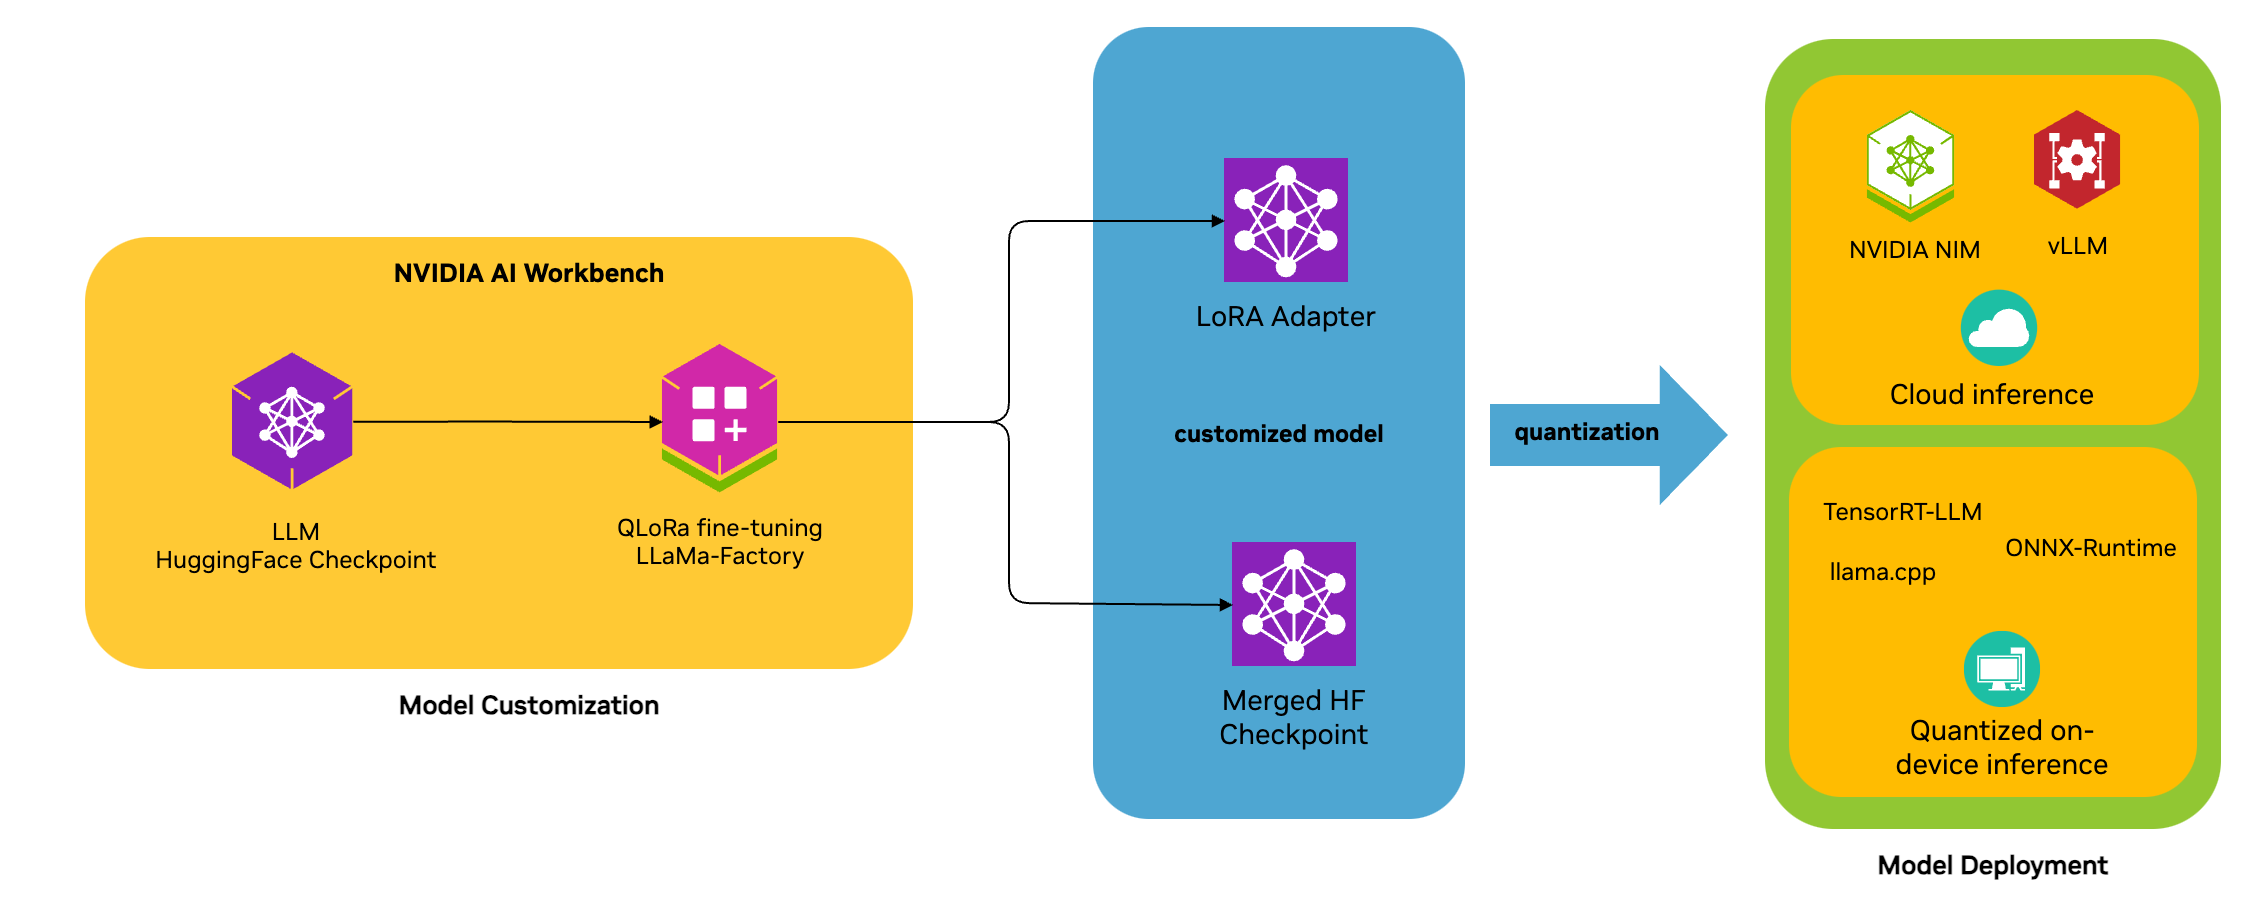 NVIDIA AI Workbench
LLM
HuggingFace Checkpoint
QLoRa fine-tuning
LLaMa-Factory
Model Customization
LoRA Adapter
customized model
Merged HF
Checkpoint
quantization
NVIDIA NIM
vLLM
Cloud inference
TensorRT-LLM
ONNX-Runtime
llama.cpp
Quantized on-
device inference
Model Deployment